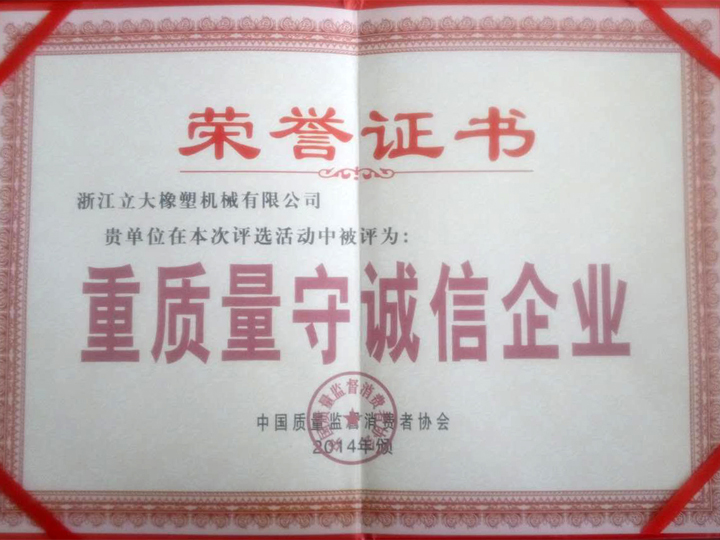 荣誉证书
浙江立大橡塑机械有限公司
贵单位在本次评选活动中被评为：
重质量守诚信企业
中国质量监督消费者协会
2014年颁